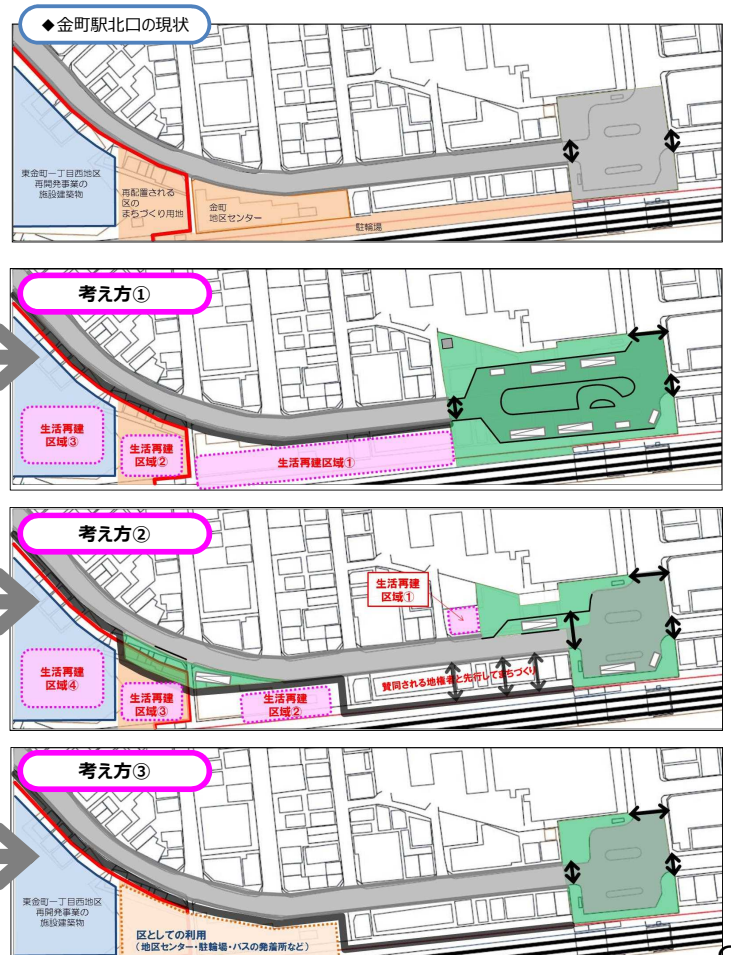 ◆金町駅北口の現状
東金町一丁目西地区
再開発事業の
施設建築物
再配置される
区の
まちづくり用地
金町
地区センター
駐輪場
考え方①
生活再建
区域③
生活再建
区域②
生活再建区域①
考え方②
生活再建
区域①
生活再建
区域④
生活再建
区域③
生活再建
区域②
賛同される地権者と先行してまちづくり
考え方③
東金町一丁目西地区
再開発事業の
施設建築物
区としての利用
（地区センター・駐輪場・バスの発着所など）